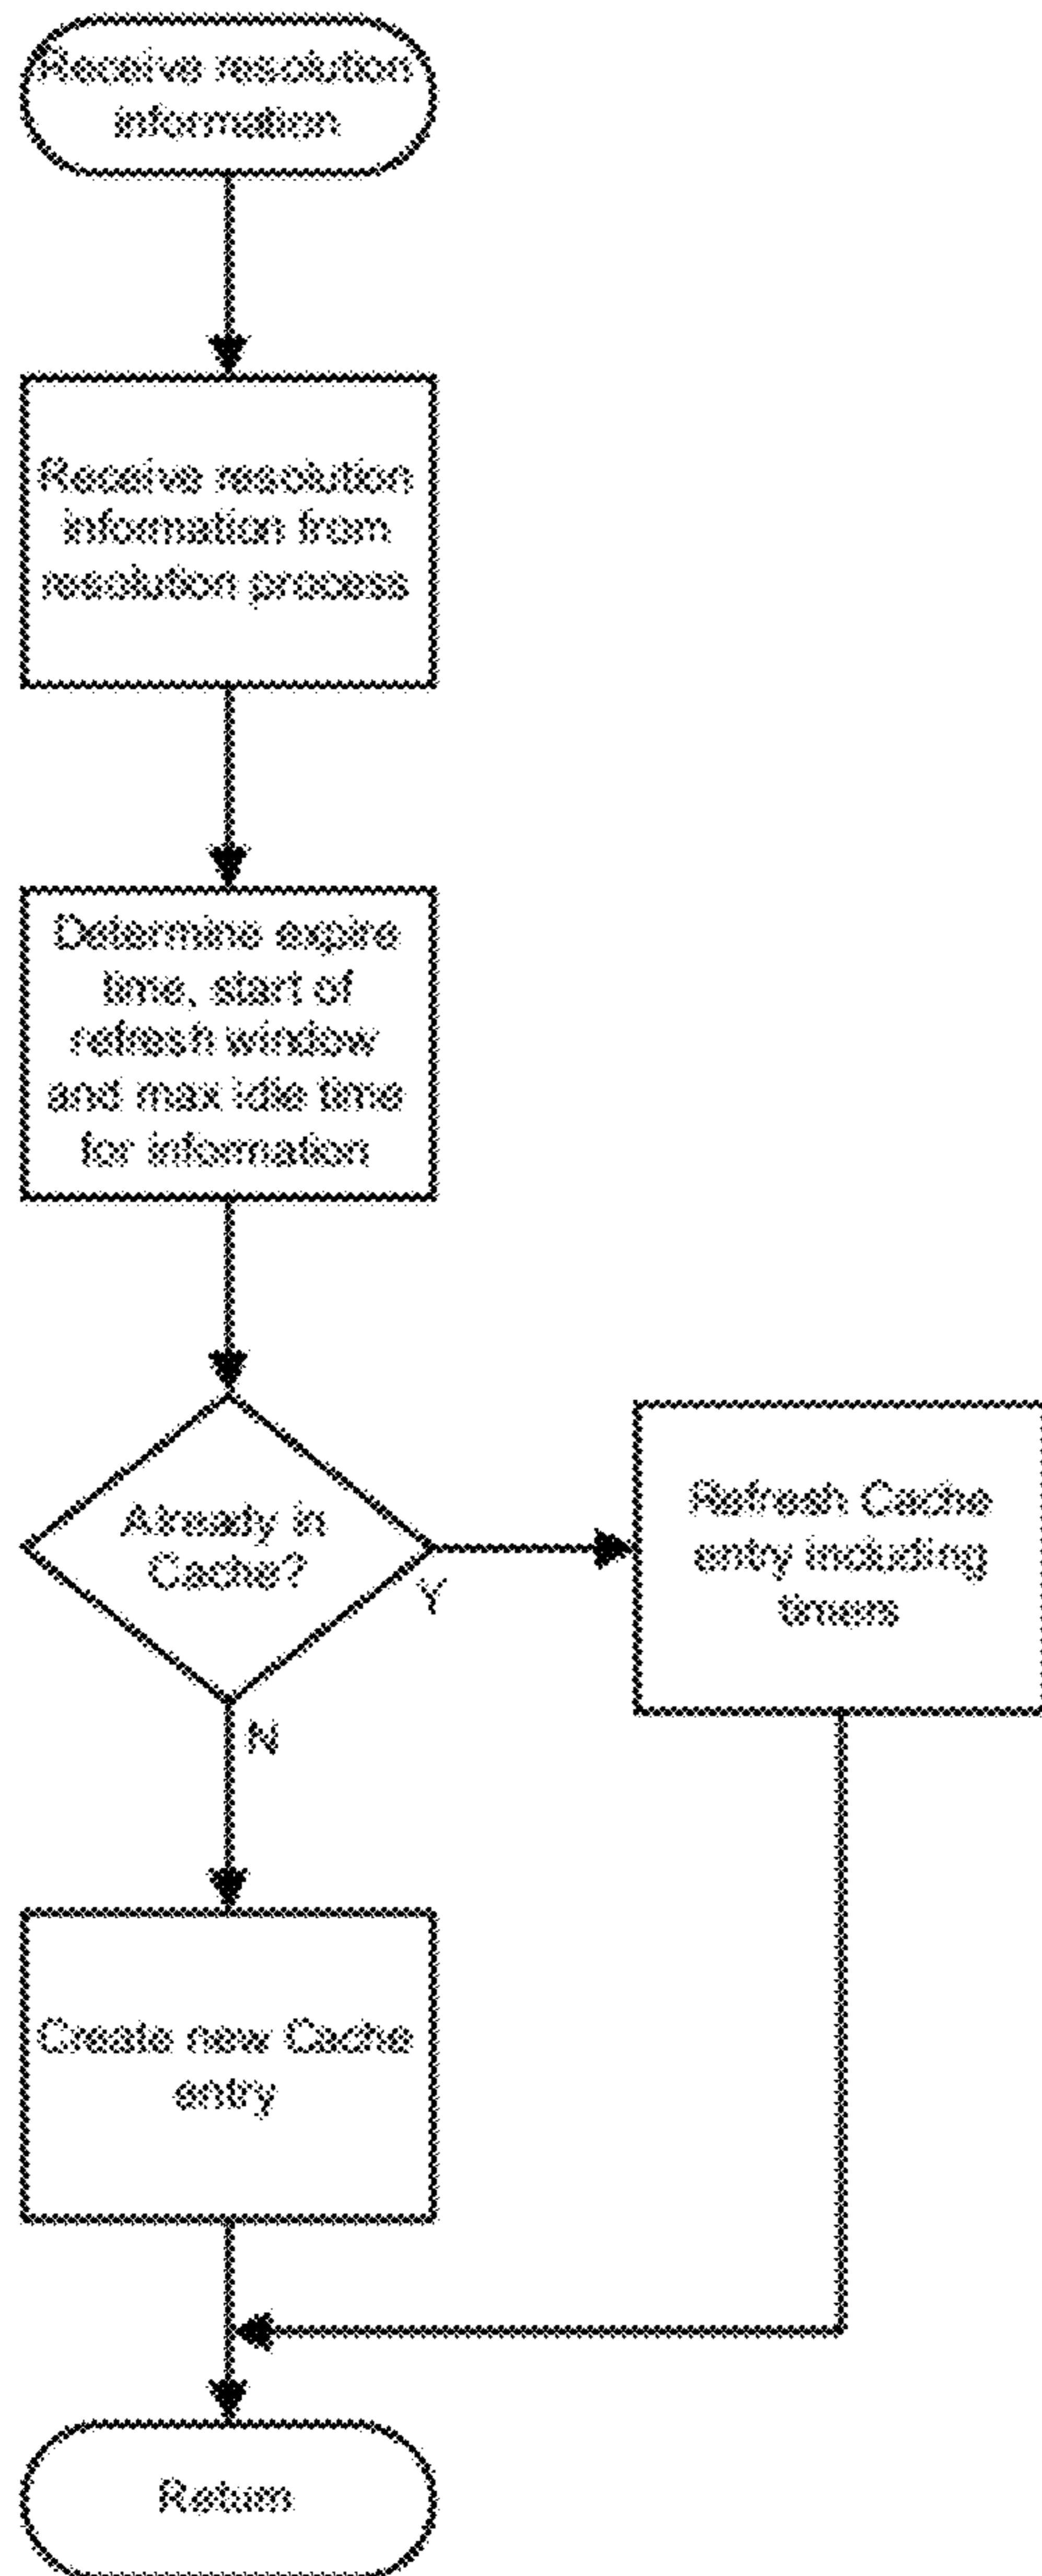 Receive resolution
information
Receive resolution
information from
resolution process
Determine expire
time, start of
refresh window
and max idle time
for information
Already in
Cache?
Y
Refresh Cache
entry including
timers
N
Create new Cache
entry
Return